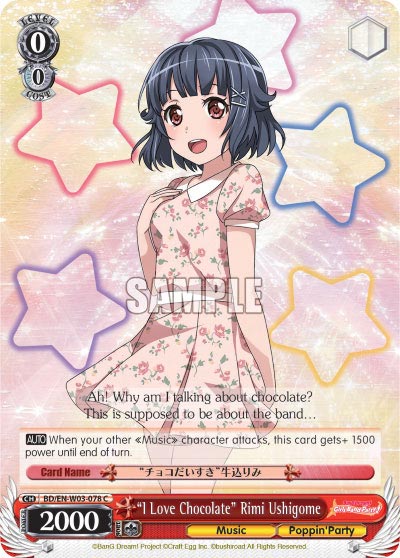 LEVEL
0
0
COST
SAMPLE
Ah! Why am I talking about chocolate?
This is supposed to be about the band…
AUTO When your other «Music» character attacks, this card gets+ 1500
power until end of turn.
Card Name
"チョコだいすき"牛込りみ
CH BD/EN-W03-078 C
"I Love Chocolate" Rimi Ushigome
2000
POWER
SOUL
Music
Poppin'Party
©BanG Dream! Project ©Craft Egg Inc. ©bushiroad All Rights Reserved.